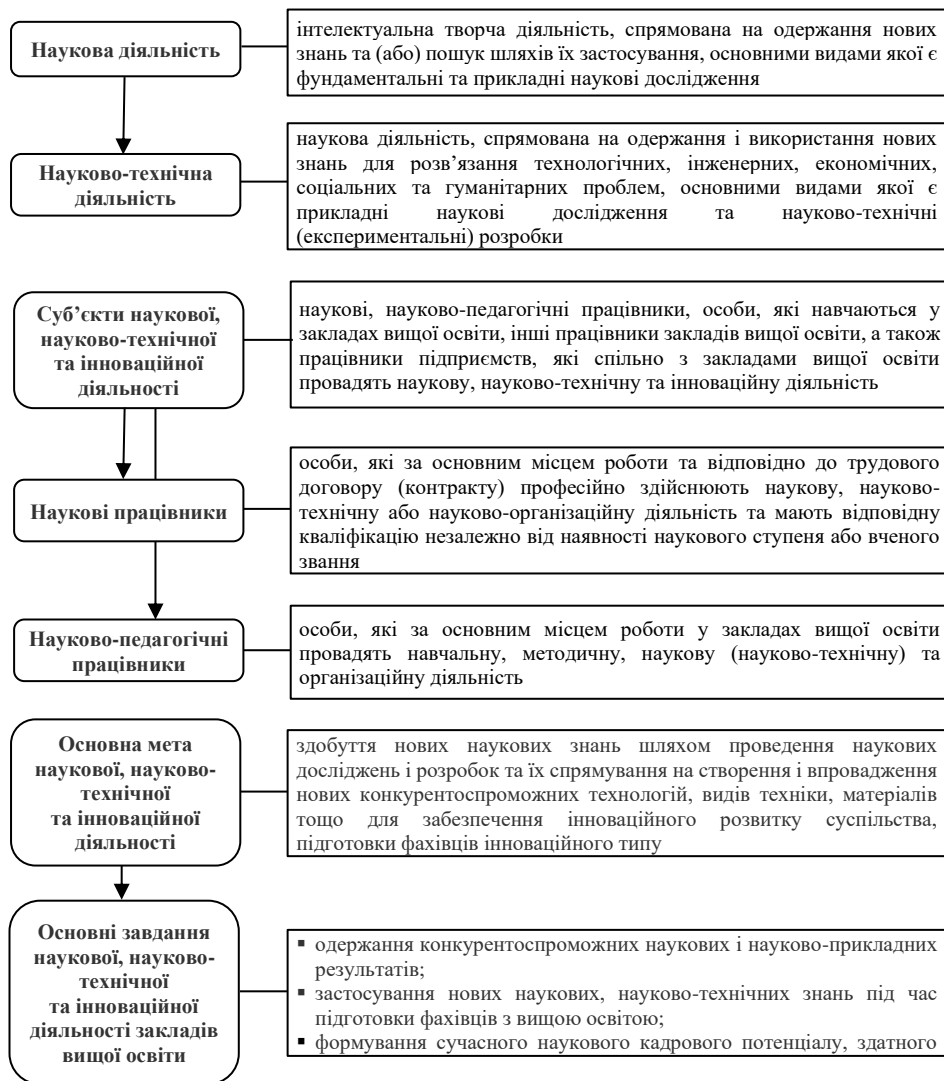 Наукова діяльність
інтелектуальна творча діяльність, спрямована на одержання нових
знань та (або) пошук шляхів їх застосування, основними видами якої є
фундаментальні та прикладні наукові дослідження
Науково-технічна
діяльність
наукова діяльність, спрямована на одержання і використання нових
знань для розв’язання технологічних, інженерних, економічних,
соціальних та гуманітарних проблем, основними видами якої є
прикладні наукові дослідження та науково-технічні
(експериментальні) розробки
Суб’єкти наукової,
науково-технічної
та інноваційної
діяльності
наукові, науково-педагогічні працівники, особи, які навчаються у
закладах вищої освіти, інші працівники закладів вищої освіти, а також
працівники підприємств, які спільно з закладами вищої освіти
провадять наукову, науково-технічну та інноваційну діяльність
Наукові працівники
особи, які за основним місцем роботи та відповідно до трудового
договору (контракту) професійно здійснюють наукову, науково-
технічну або науково-організаційну діяльність та мають відповідну
кваліфікацію незалежно від наявності наукового ступеня або вченого
звання
Науково-педагогічні
працівники
особи, які за основним місцем роботи у закладах вищої освіти
провадять навчальну, методичну, наукову (науково-технічну) та
організаційну діяльність
Основна мета
наукової, науково-
технічної
та інноваційної
діяльності
здобуття нових наукових знань шляхом проведення наукових
досліджень і розробок та їх спрямування на створення і впровадження
нових конкурентоспроможних технологій, видів техніки, матеріалів
тощо для забезпечення інноваційного розвитку суспільства,
підготовки фахівців інноваційного типу
Основні завдання
наукової, науково-
технічної
та інноваційної
діяльності закладів
вищої освіти
▪ одержання конкурентоспроможних наукових і науково-прикладних
результатів;
▪ застосування нових наукових, науково-технічних знань під час
підготовки фахівців з вищою освітою;
▪ формування сучасного наукового кадрового потенціалу, здатного